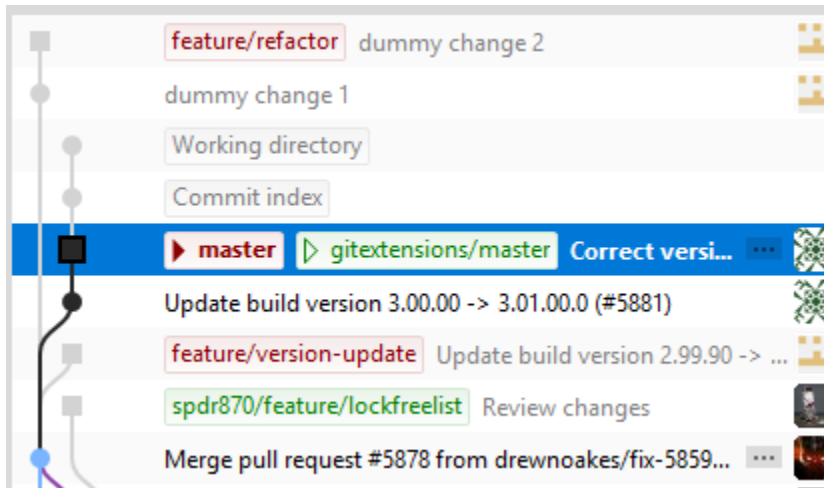 feature/refactor dummy change 2
dummy change 1
Working directory
Commit index
master gitextensions/master Correct versi... ...
Update build version 3.00.00 -> 3.01.00.0 (#5881)
feature/version-update Update build version 2.99.90 -> ...
spdr870/feature/lockfreelist Review changes
Merge pull request #5878 from drewnoakes/fix-5859... ...